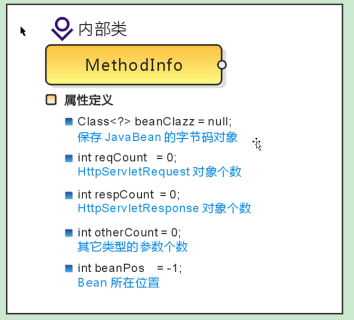 内部类
MethodInfo
属性定义
Class<?> beanClazz = null;
保存 JavaBean 的字节码对象
int reqCount = 0;
HttpServletRequest 对象个数
int respCount = 0;
HttpServletResponse 对象个数
int otherCount = 0;
其它类型的参数个数
int beanPos = -1;
Bean 所在位置